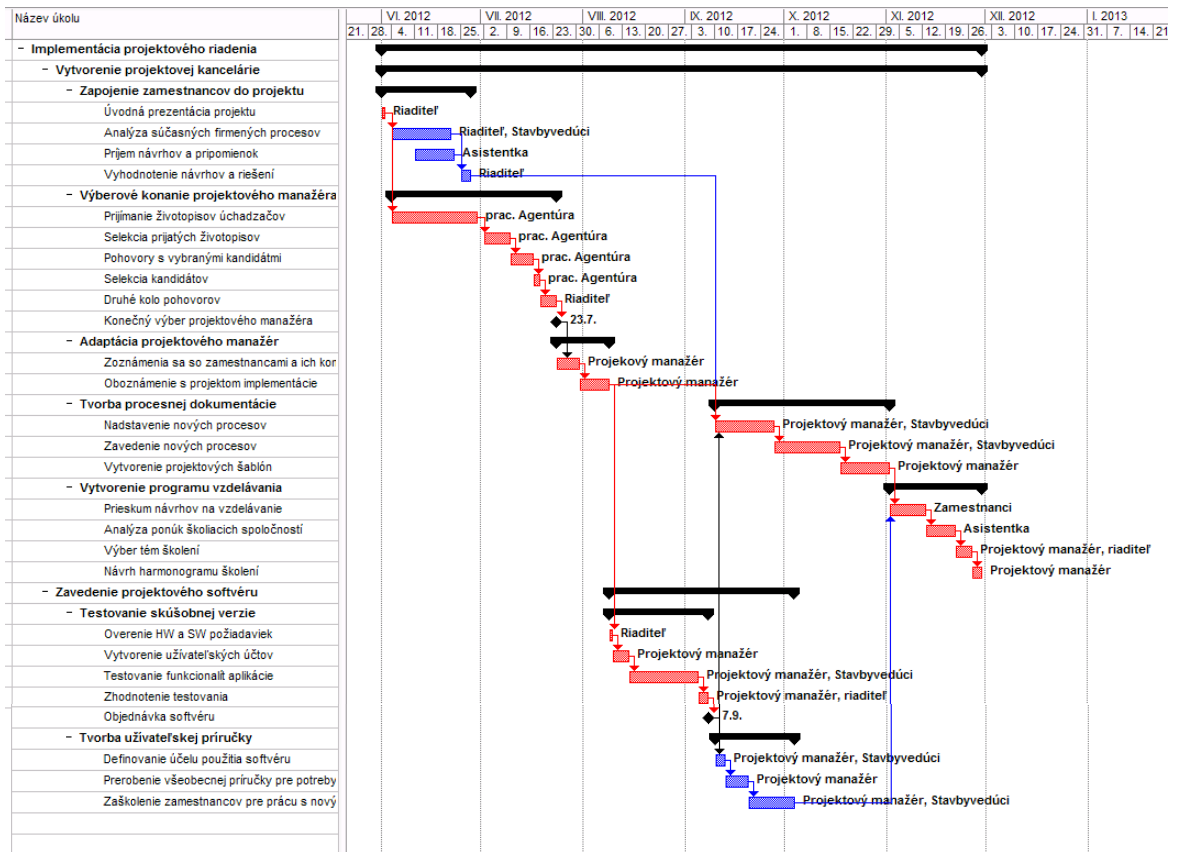 Název úkolu
VI. 2012 VII. 2012 VIII. 2012 IX. 2012 X. 2012 XI. 2012 XII. 2012 I. 2013
21. 28. 4. 11. 18. 25. 2. 9. 16. 23. 30. 6. 13. 20. 27. 3. 10. 17. 24. 1. 8. 15. 22. 29. 5. 12. 19. 26. 3. 10. 17. 24. 31. 7. 14. 21
- Implementácia projektového riadenia
- Vytvorenie projektovej kancelárie
- Zapojenie zamestnancov do projektu
Úvodná prezentácia projektu Riaditeľ
Analýza súčasných firmených procesov Riaditeľ, Stavbyvedúci
Príjem návrhov a pripomienok Asistentka
Vyhodnotenie návrhov a riešení Riaditeľ
- Výberové konanie projektového manažéra
Prijímanie životopisov úchadzačov prac. Agentúra
Selekcia prijatých životopisov prac. Agentúra
Pohovory s vybranými kandidátmi prac. Agentúra
Selekcia kandidátov prac. Agentúra
Druhé kolo pohovorov Riaditeľ
Konečný výber projektového manažéra 23.7.
- Adaptácia projektového manažér
Zoznámenia sa so zamestnancami a ich kor Projekový manažér
Oboznámenie s projektom implementácie Projektový manažér
- Tvorba procesnej dokumentácie
Nadstavenie nových procesov Projektový manažér, Stavbyvedúci
Zavedenie nových procesov Projektový manažér, Stavbyvedúci
Vytvorenie projektových šablón Projektový manažér
- Vytvorenie programu vzdelávania
Prieskum návrhov na vzdelávanie Zamestnanci
Analýza ponúk školiacich spoločností Asistentka
Výber tém školení Projektový manažér, riaditeľ
Návrh harmonogramu školení Projektový manažér
- Zavedenie projektového softvéru
- Testovanie skúšobnej verzie
Overenie HW a SW požiadaviek Riaditeľ
Vytvorenie užívateľských účtov Projektový manažér
Testovanie funkcionalít aplikácie Projektový manažér, Stavbyvedúci
Zhodnotenie testovania Projektový manažér, riaditeľ
Objednávka softvéru 7.9.
- Tvorba užívateľskej príručky
Definovanie účelu použitia softvéru Projektový manažér, Stavbyvedúci
Prerobenie všeobecnej príručky pre potreby Projektový manažér
Zaškolenie zamestnancov pre prácu s nový Projektový manažér, Stavbyvedúci